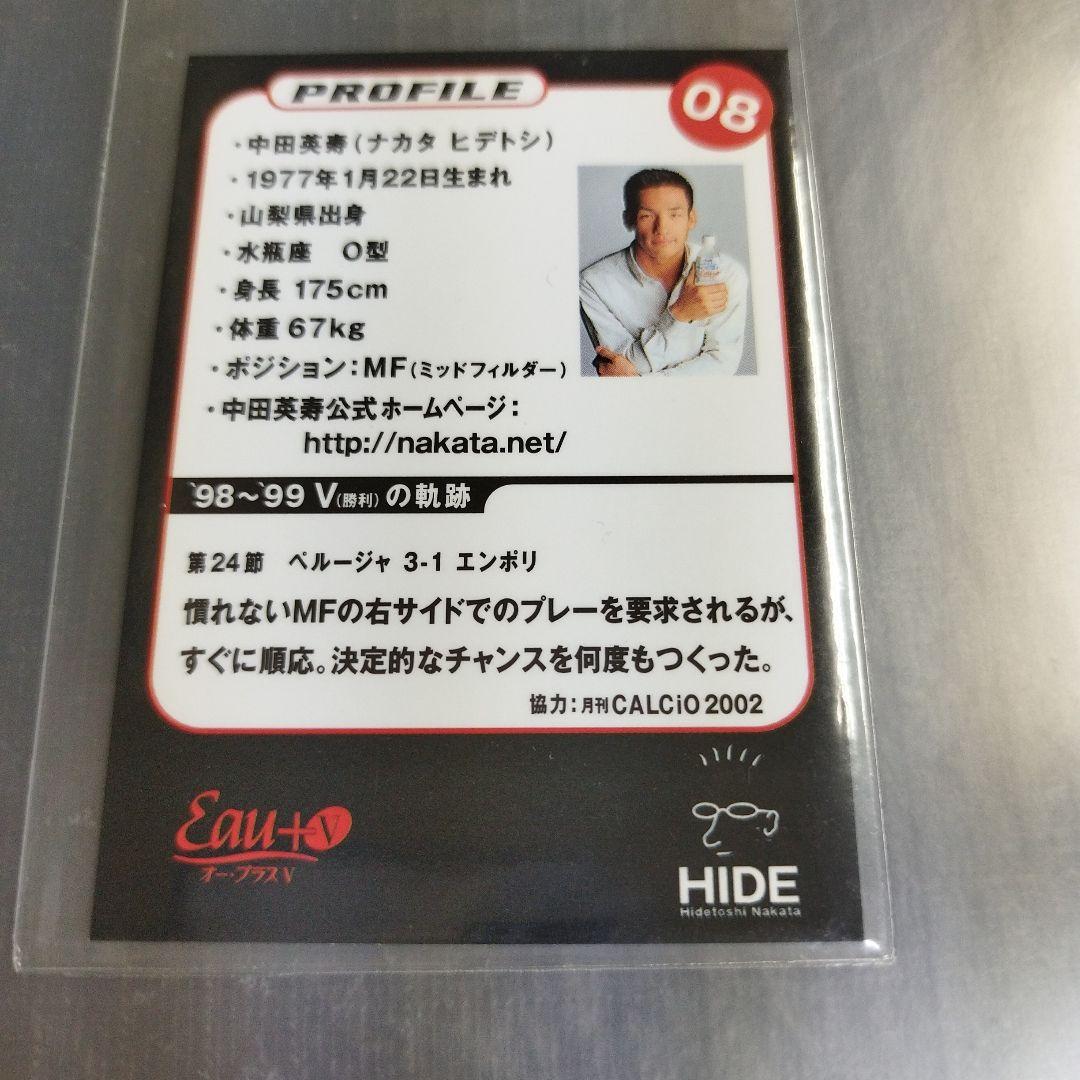 PROFILE
08
・中田英寿(ナカタ ヒデトシ)
・1977年1月22日生まれ
・山梨県出身
・水瓶座 O型
・身長 175cm
・体重 67kg
・ポジション:MF(ミッドフィルダー)
・中田英寿公式ホームページ:
http://nakata.net/
'98～'99 V(勝利)の軌跡
第24節 ペルージャ 3-1 エンポリ
慣れないMFの右サイドでのプレーを要求されるが、
すぐに順応。決定的なチャンスを何度もつくった。
協力:月刊CALCiO 2002
Eau+V
オー・プラスV
HIDE
Hidetoshi Nakata